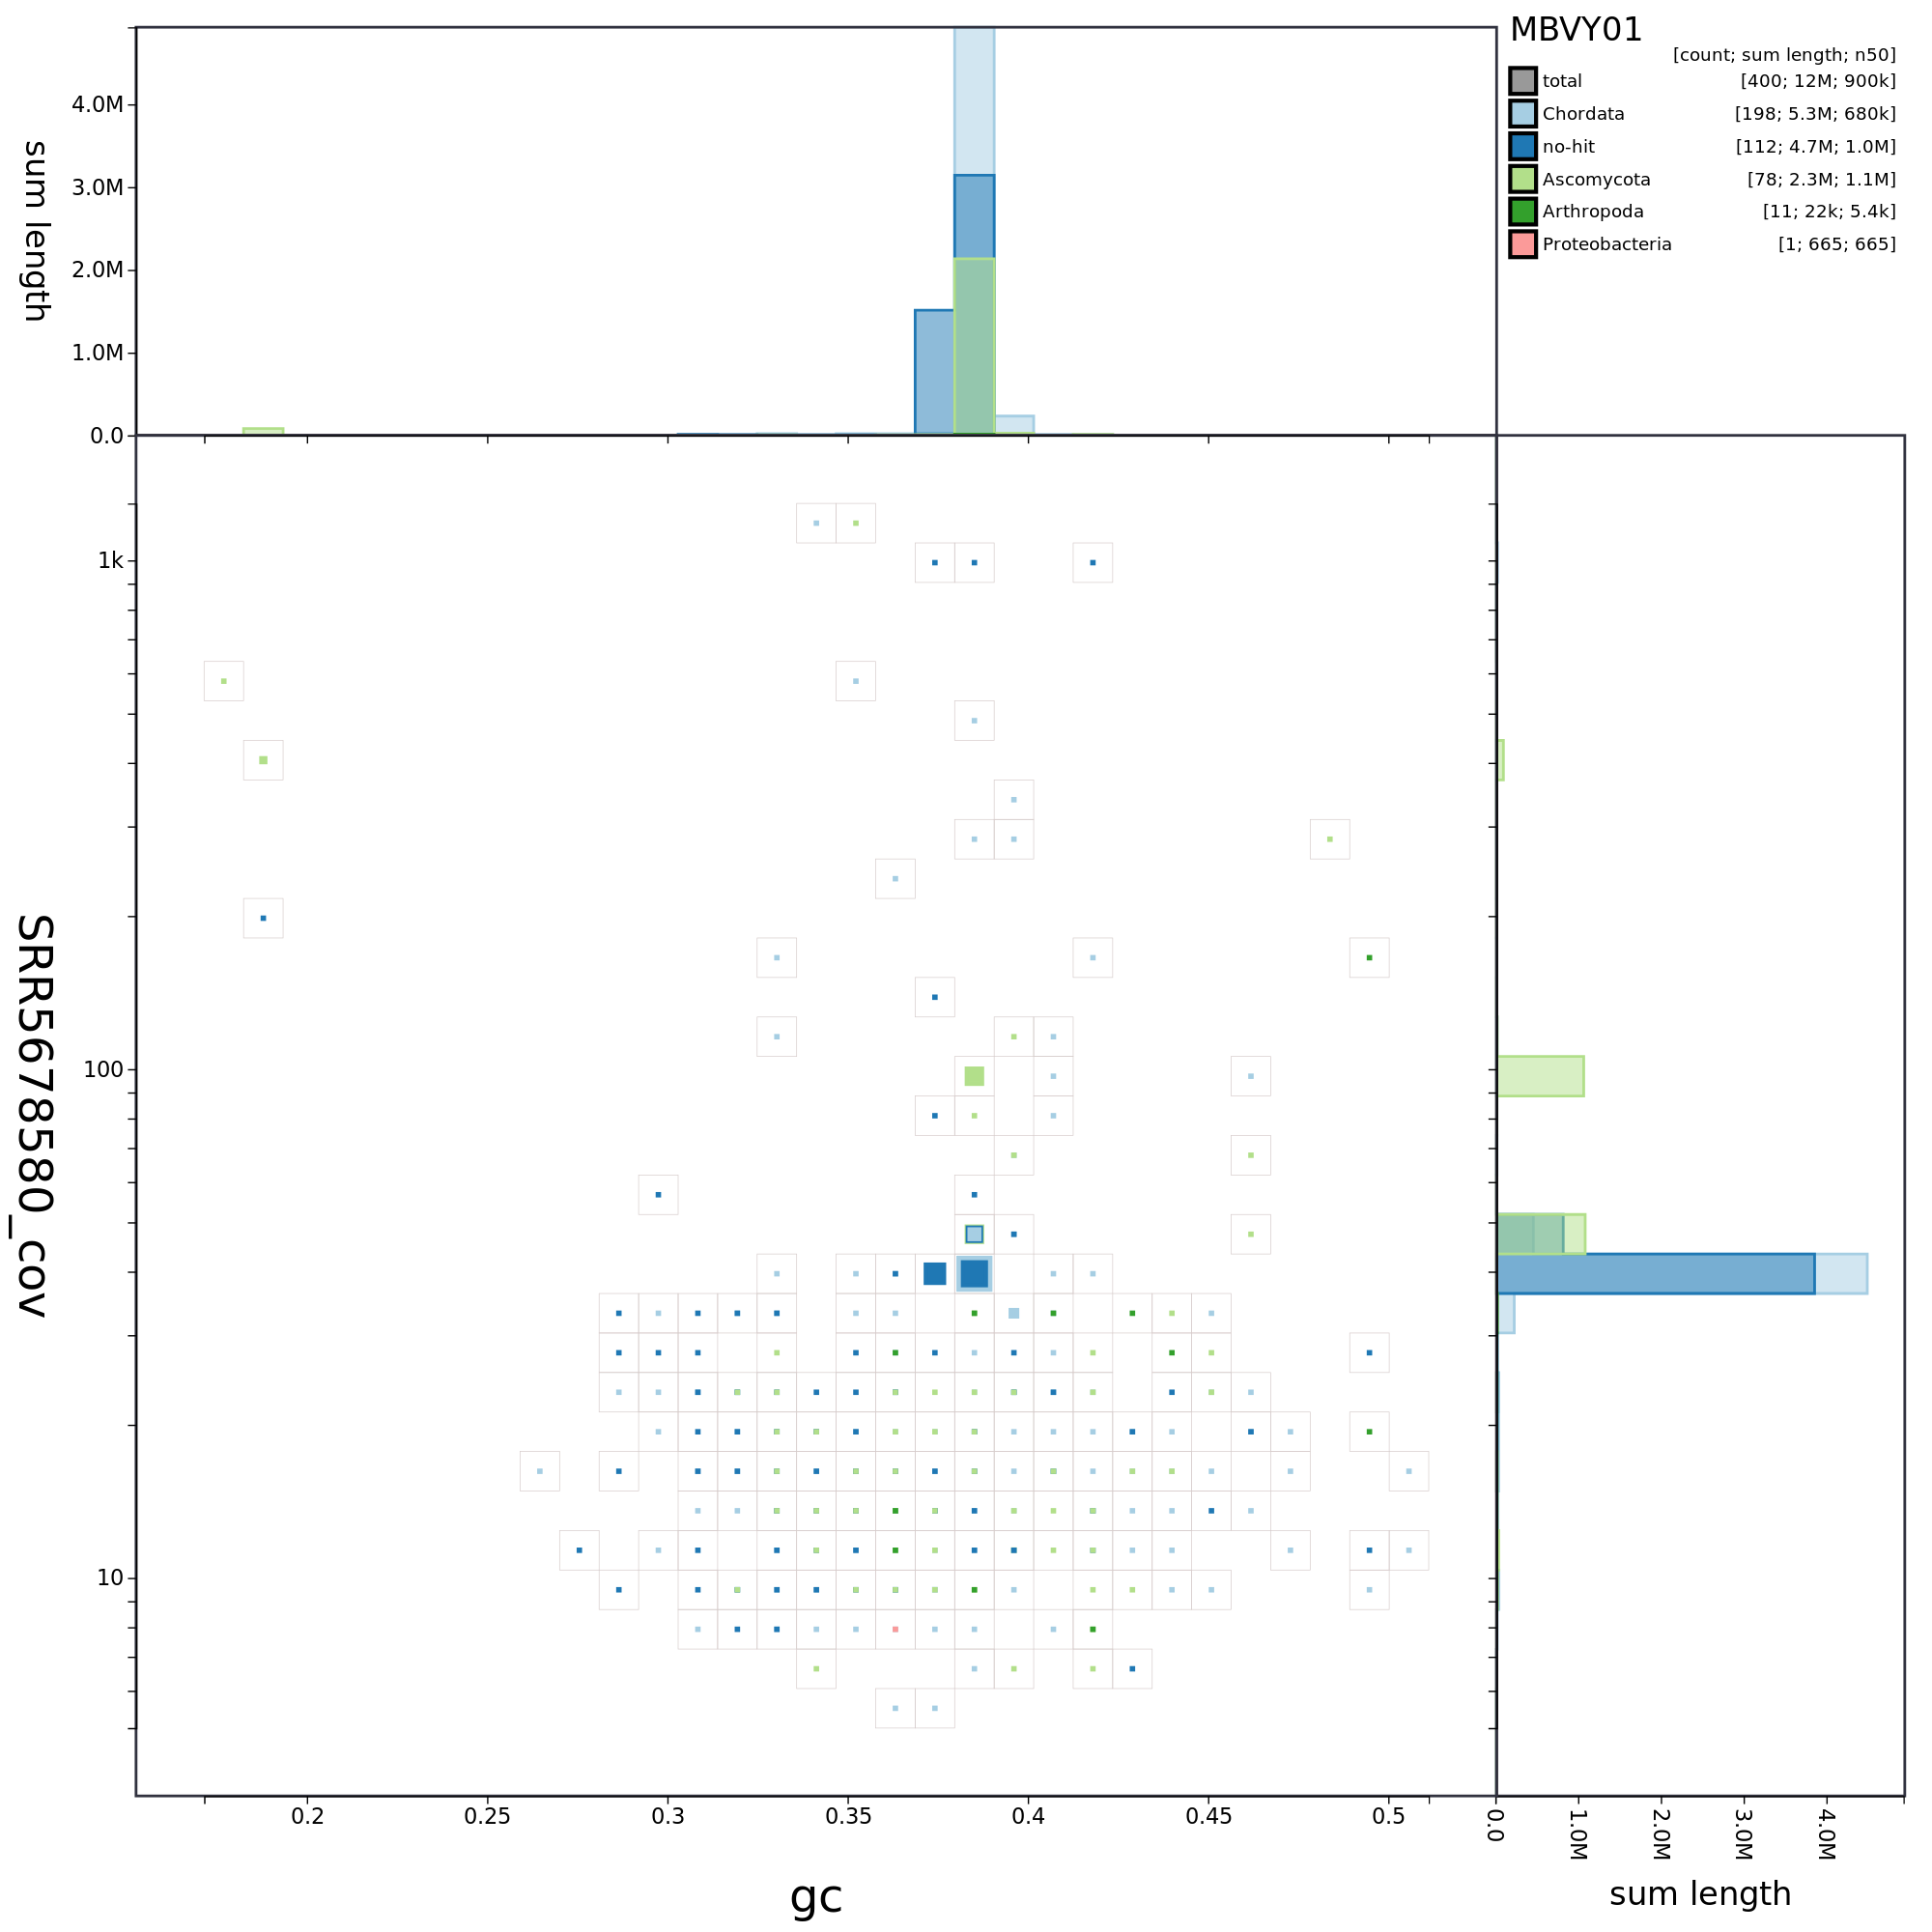 MBVY01
[count; sum length; n50]
total [400; 12M; 900k]
Chordata [198; 5.3M; 680k]
no-hit [112; 4.7M; 1.0M]
Ascomycota [78; 2.3M; 1.1M]
Arthropoda [11; 22k; 5.4k]
Proteobacteria [1; 665; 665]
sum length
4.0M
3.0M
2.0M
1.0M
0.0
SRR5678580_cov
1k
100
10
0.2 0.25 0.3 0.35 0.4 0.45 0.5
gc
0.0 1.0M 2.0M 3.0M 4.0M
sum length